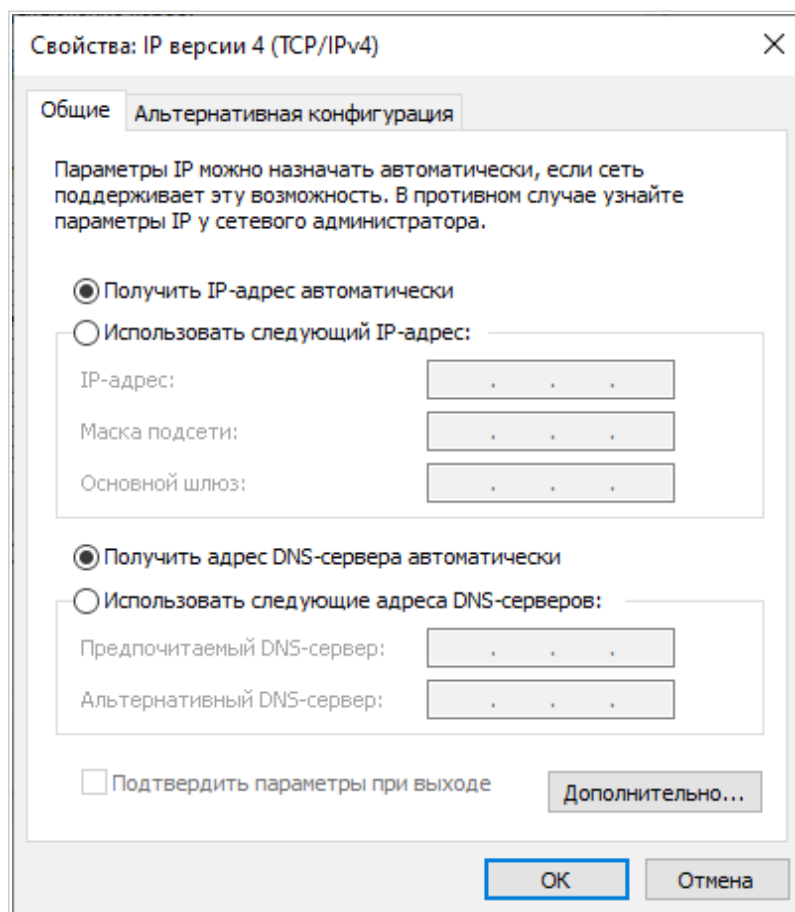 Свойства: IP версии 4 (TCP/IPv4)
Общие
Альтернативная конфигурация
Параметры IP можно назначать автоматически, если сеть
поддерживает эту возможность. В противном случае узнайте
параметры IP у сетевого администратора.
Получить IP-адрес автоматически
Использовать следующий IP-адрес:
IP-адрес:
Маска подсети:
Основной шлюз:
Получить адрес DNS-сервера автоматически
Использовать следующие адреса DNS-серверов:
Предпочитаемый DNS-сервер:
Альтернативный DNS-сервер:
Подтвердить параметры при выходе
Дополнительно...
ОК
Отмена